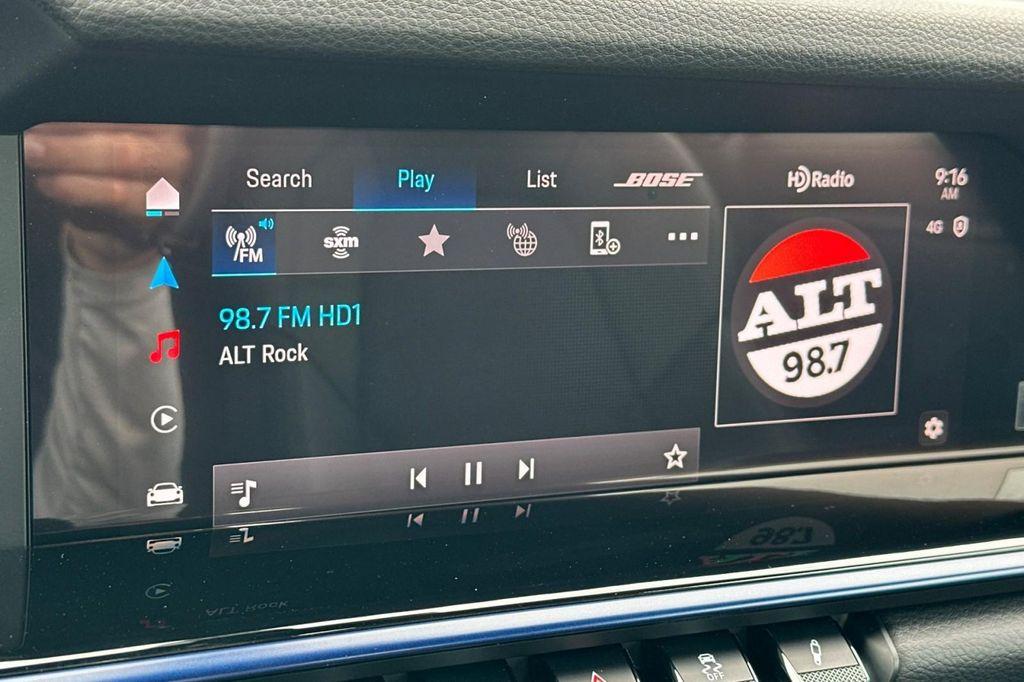 Search Play List BOSE HD Radio 9:16
AM
FM sxm 4G
98.7 FM HD1
ALT Rock
ALT
98.7
OFF